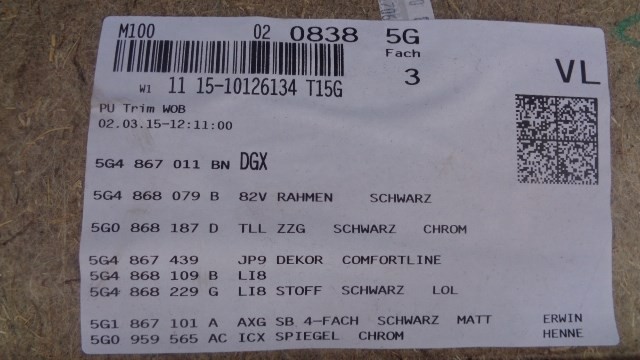 M100 02 0838 5G
Fach
3
VL
W1 11 15-10126134 T15G
PU Trim WOB
02.03.15-12:11:00
5G4 867 011 BN DGX
5G4 868 079 B 82V RAHMEN SCHWARZ
5G0 868 187 D TLL ZZG SCHWARZ CHROM
5G4 867 439 JP9 DEKOR COMFORTLINE
5G4 868 109 B LI8
5G4 868 229 G LI8 STOFF SCHWARZ LOL
5G1 867 101 A AXG SB 4-FACH SCHWARZ MATT ERWIN
5G0 959 565 AC ICX SPIEGEL CHROM HENNE